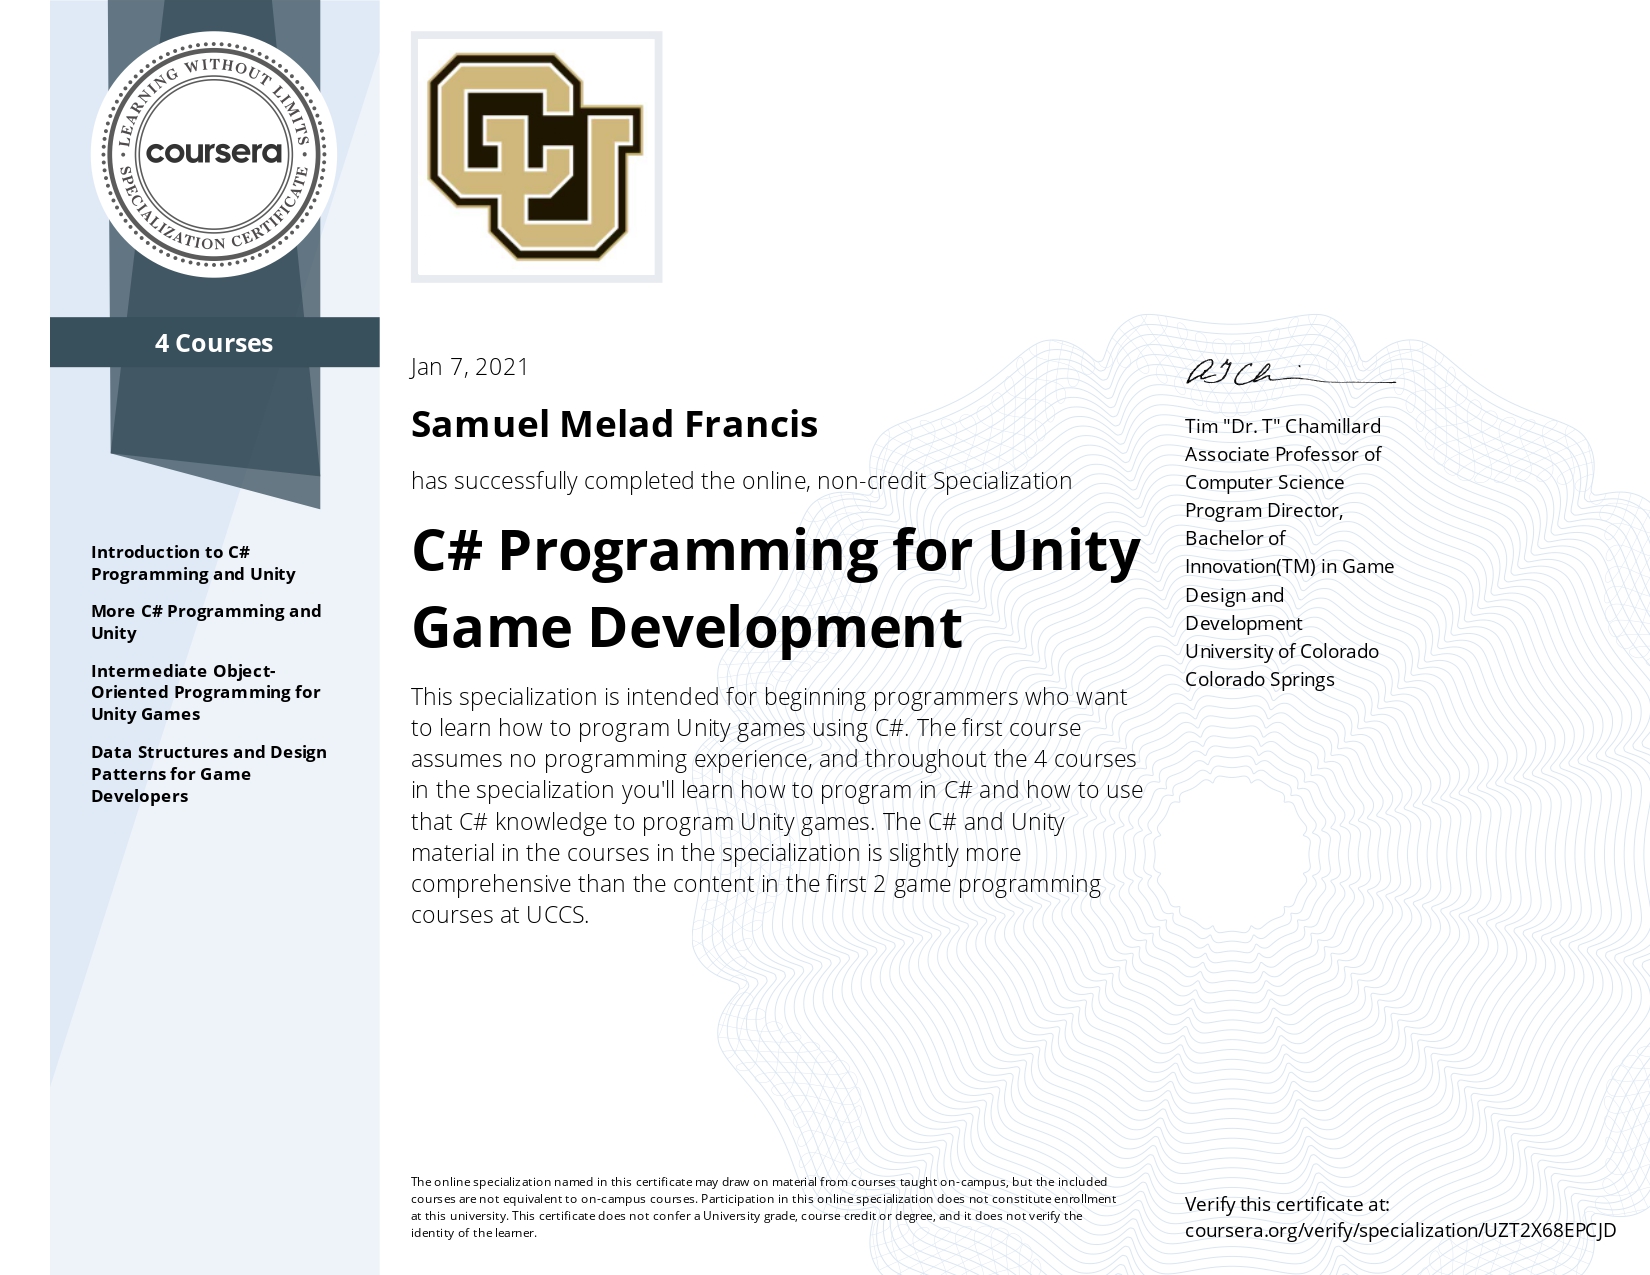 LEARNING WITHOUT LIMITS
coursera
SPECIALIZATION CERTIFICATE
4 Courses
Introduction to C#
Programming and Unity
More C# Programming and
Unity
Intermediate Object-
Oriented Programming for
Unity Games
Data Structures and Design
Patterns for Game
Developers
CU
Jan 7, 2021
Samuel Melad Francis
has successfully completed the online, non-credit Specialization
C# Programming for Unity
Game Development
This specialization is intended for beginning programmers who want
to learn how to program Unity games using C#. The first course
assumes no programming experience, and throughout the 4 courses
in the specialization you'll learn how to program in C# and how to use
that C# knowledge to program Unity games. The C# and Unity
material in the courses in the specialization is slightly more
comprehensive than the content in the first 2 game programming
courses at UCCS.
Tim "Dr. T" Chamillard
Associate Professor of
Computer Science
Program Director,
Bachelor of
Innovation(TM) in Game
Design and
Development
University of Colorado
Colorado Springs
The online specialization named in this certificate may draw on material from courses taught on-campus, but the included
courses are not equivalent to on-campus courses. Participation in this online specialization does not constitute enrollment
at this university. This certificate does not confer a University grade, course credit or degree, and it does not verify the
identity of the learner.
Verify this certificate at:
coursera.org/verify/specialization/UZT2X68EPCJD